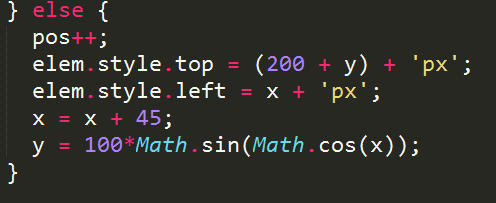 } else {
pos++;
elem.style.top = (200 + y) + 'px';
elem.style.left = x + 'px';
x = x + 45;
y = 100*Math.sin(Math.cos(x));
}